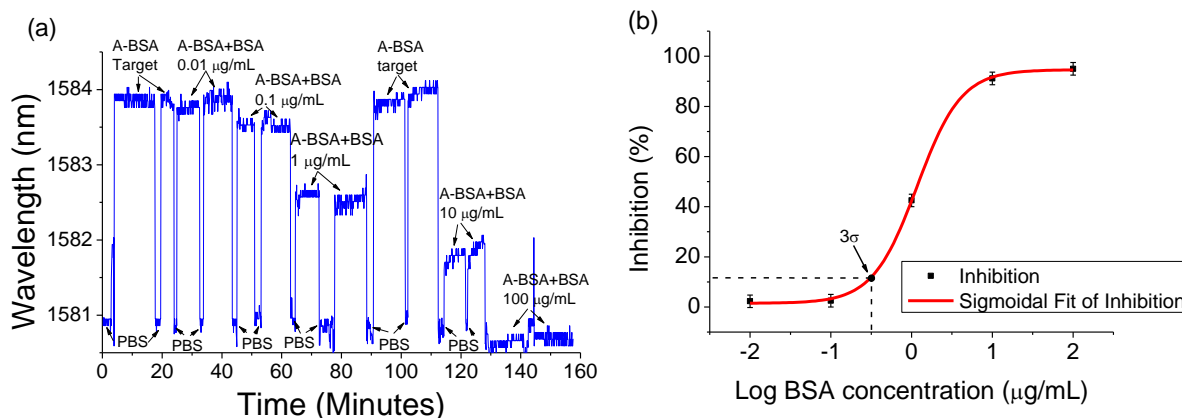 (a)
A-BSA
Target
A-BSA+BSA
0.01 μg/mL
A-BSA+BSA
0.1 μg/mL
A-BSA+BSA
1 μg/mL
A-BSA
target
A-BSA+BSA
10 μg/mL
A-BSA+BSA
100 μg/mL
PBS
PBS
PBS
PBS
PBS
PBS
Wavelength (nm)
1584
1583
1582
1581
0 20 40 60 80 100 120 140 160
Time (Minutes)
(b)
Inhibition (%)
100
80
60
40
20
0
3σ
Inhibition
Sigmoidal Fit of Inhibition
-2 -1 0 1 2
Log BSA concentration (μg/mL)